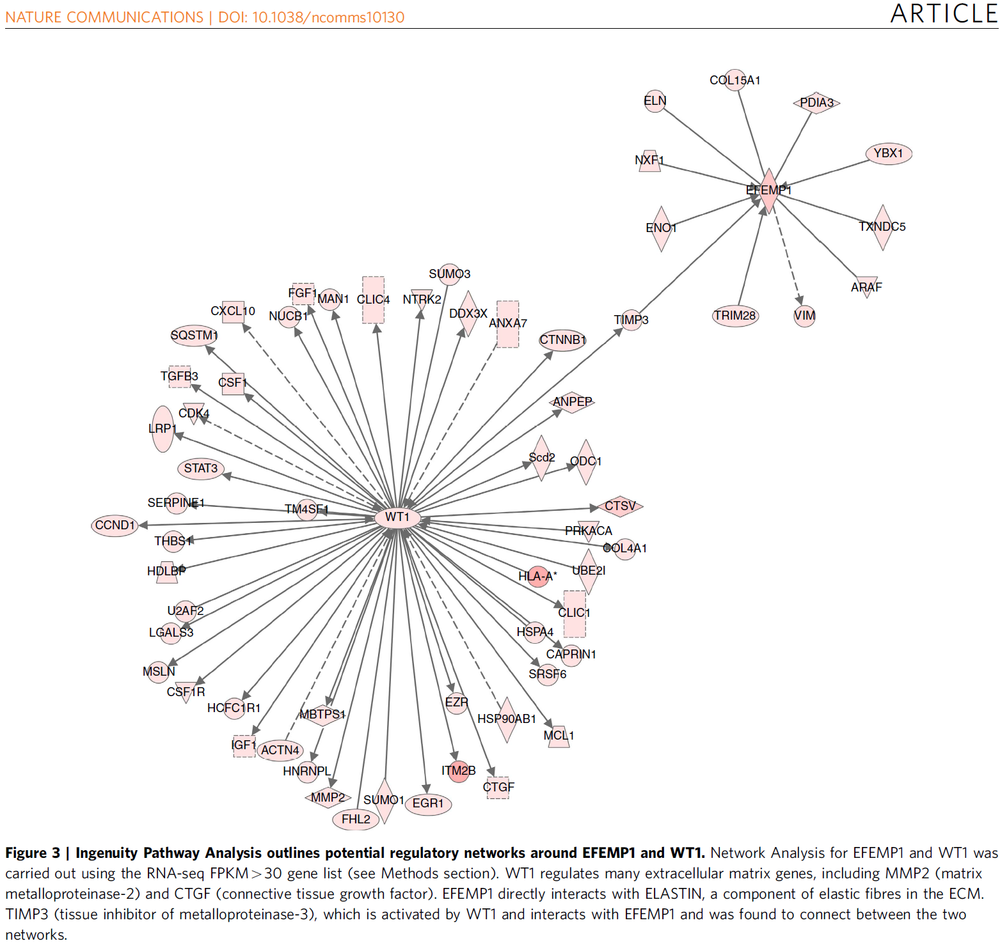 NATURE COMMUNICATIONS | DOI: 10.1038/ncomms10130
ARTICLE
COL15A1
ELN
PDIA3
NXF1
YBX1
EFEMP1
ENO1
TXNDC5
ARAF
TIMP3
TRIM28
VIM
SUMO3
FGF1
MAN1
CLIC4
NTRK2
CXCL10
NUCB1
DDX3X
ANXA7
SQSTM1
CTNNB1
TGFB3
CSF1
ANPEP
CDK4
LRP1
Scd2
ODC1
STAT3
SERPINE1
TM4SF1
WT1
CTSV
CCND1
PRKACA
THBS1
COL4A1
HDLBP
HLA-A*
UBE2I
U2AF2
CLIC1
LGALS3
HSPA4
CAPRIN1
MSLN
SRSF6
CSF1R
HCFC1R1
MBTPS1
EZR
HSP90AB1
MCL1
IGF1
ACTN4
HNRNPL
ITM2B
CTGF
MMP2
SUMO1
EGR1
FHL2
Figure 3 | Ingenuity Pathway Analysis outlines potential regulatory networks around EFEMP1 and WT1. Network Analysis for EFEMP1 and WT1 was
carried out using the RNA-seq FPKM>30 gene list (see Methods section). WT1 regulates many extracellular matrix genes, including MMP2 (matrix
metalloproteinase-2) and CTGF (connective tissue growth factor). EFEMP1 directly interacts with ELASTIN, a component of elastic fibres in the ECM.
TIMP3 (tissue inhibitor of metalloproteinase-3), which is activated by WT1 and interacts with EFEMP1 and was found to connect between the two
networks.